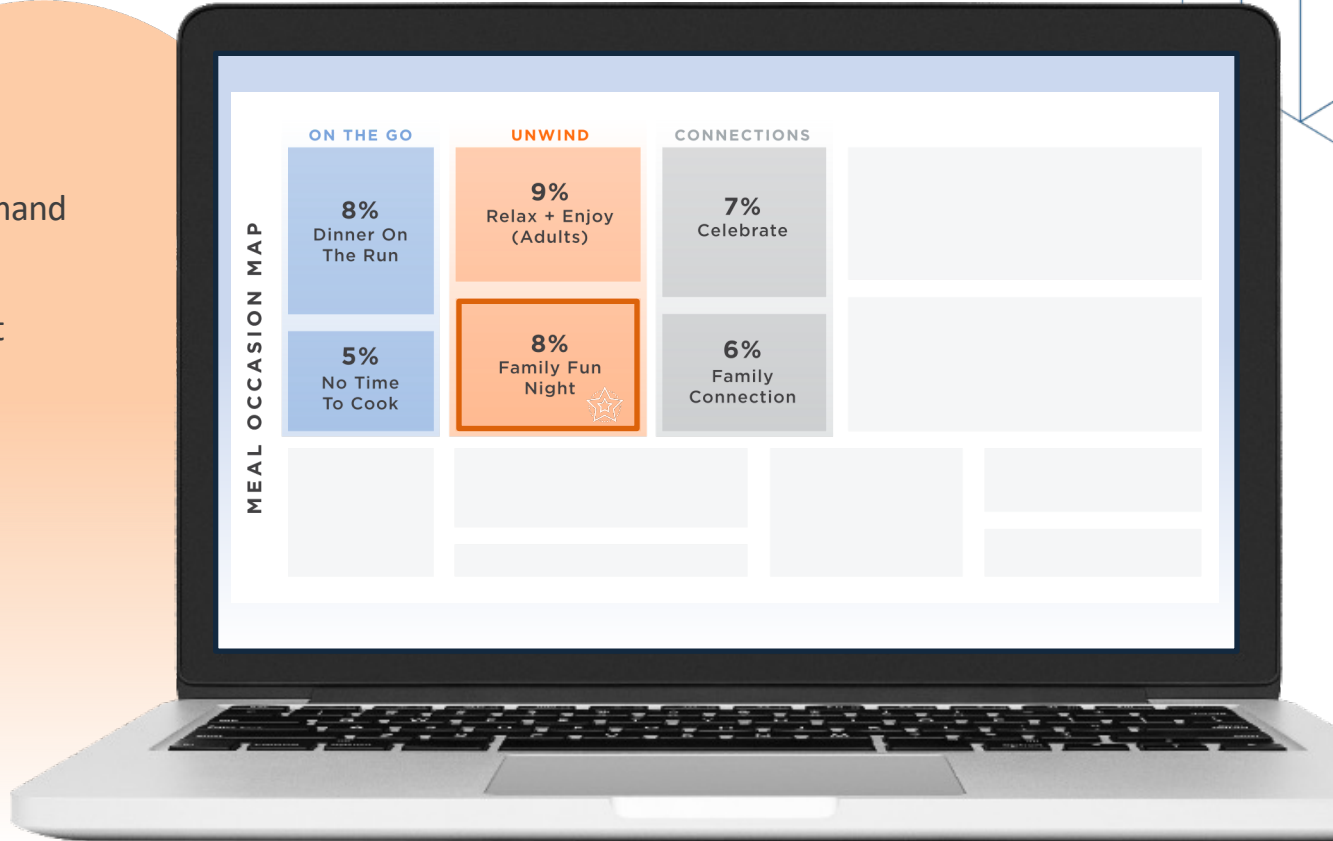 mand
t
MEAL OCCASION MAP
ON THE GO
8%
Dinner On
The Run
5%
No Time
To Cook
UNWIND
9%
Relax + Enjoy
(Adults)
8%
Family Fun
Night
CONNECTIONS
7%
Celebrate
6%
Family
Connection